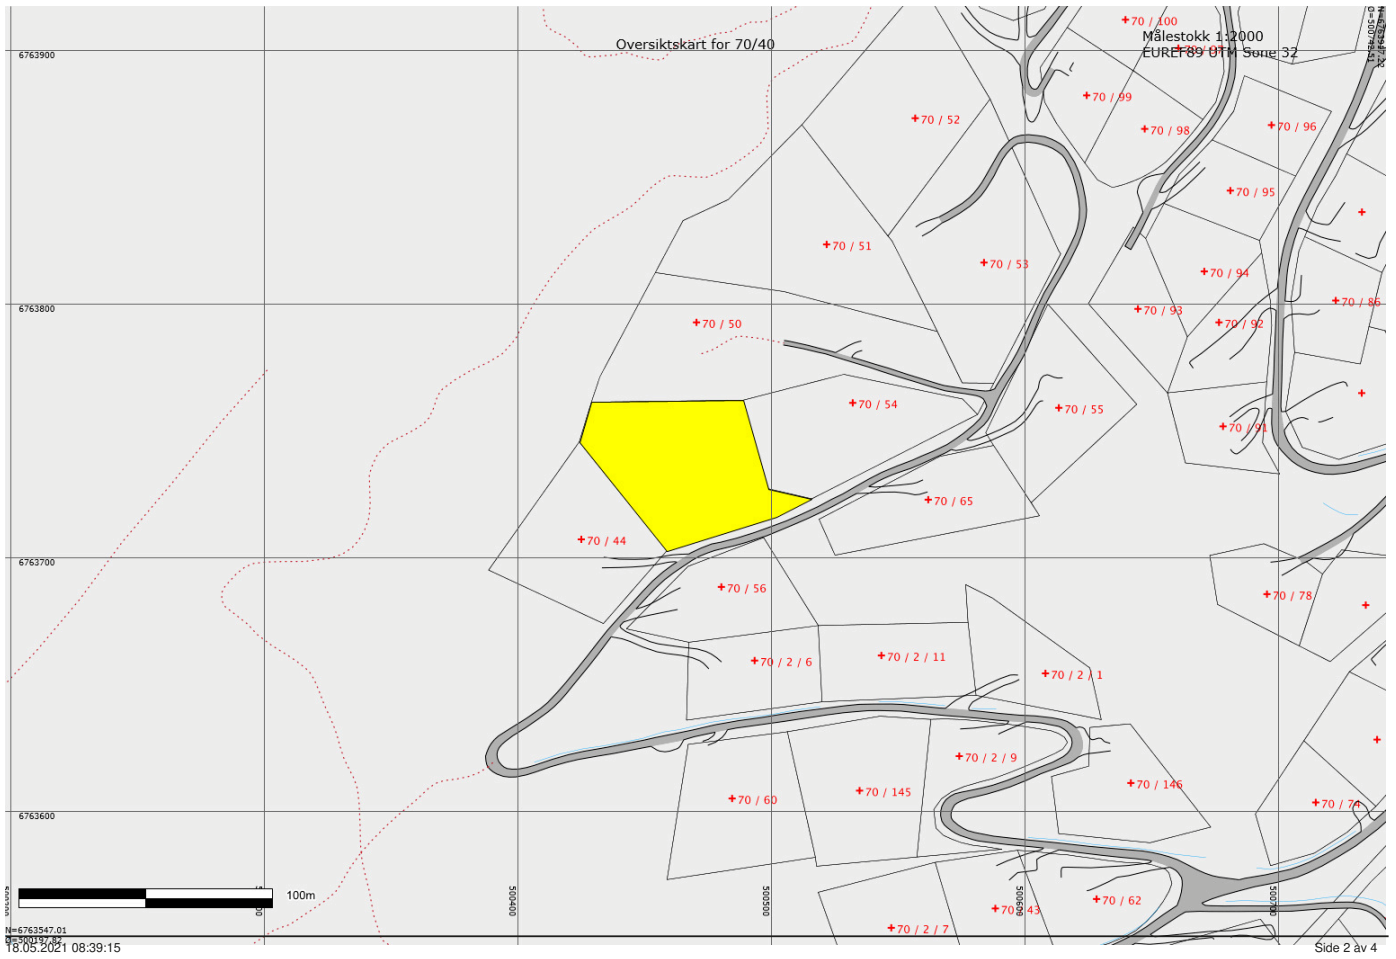 70 / 100
Oversiktskart for 70/40
Målestokk 1:2000
EUREF89 UTM Sone 32
6763900
70 / 99
70 / 52
70 / 98
70 / 96
70 / 95
70 / 51
70 / 53
70 / 94
70 / 86
6763800
70 / 93
70 / 50
70 / 92
70 / 54
70 / 55
70 / 91
70 / 65
70 / 44
6763700
70 / 56
70 / 78
70 / 2 / 6
70 / 2 / 11
70 / 2 / 1
70 / 2 / 9
70 / 146
70 / 145
70 / 60
70 / 74
6763600
100m
500400
500500
500600
500700
70 / 62
70 / 43
70 / 2 / 7
N=6763547.01
Ø=500197.82
18.05.2021 08:39:15
Side 2 av 4